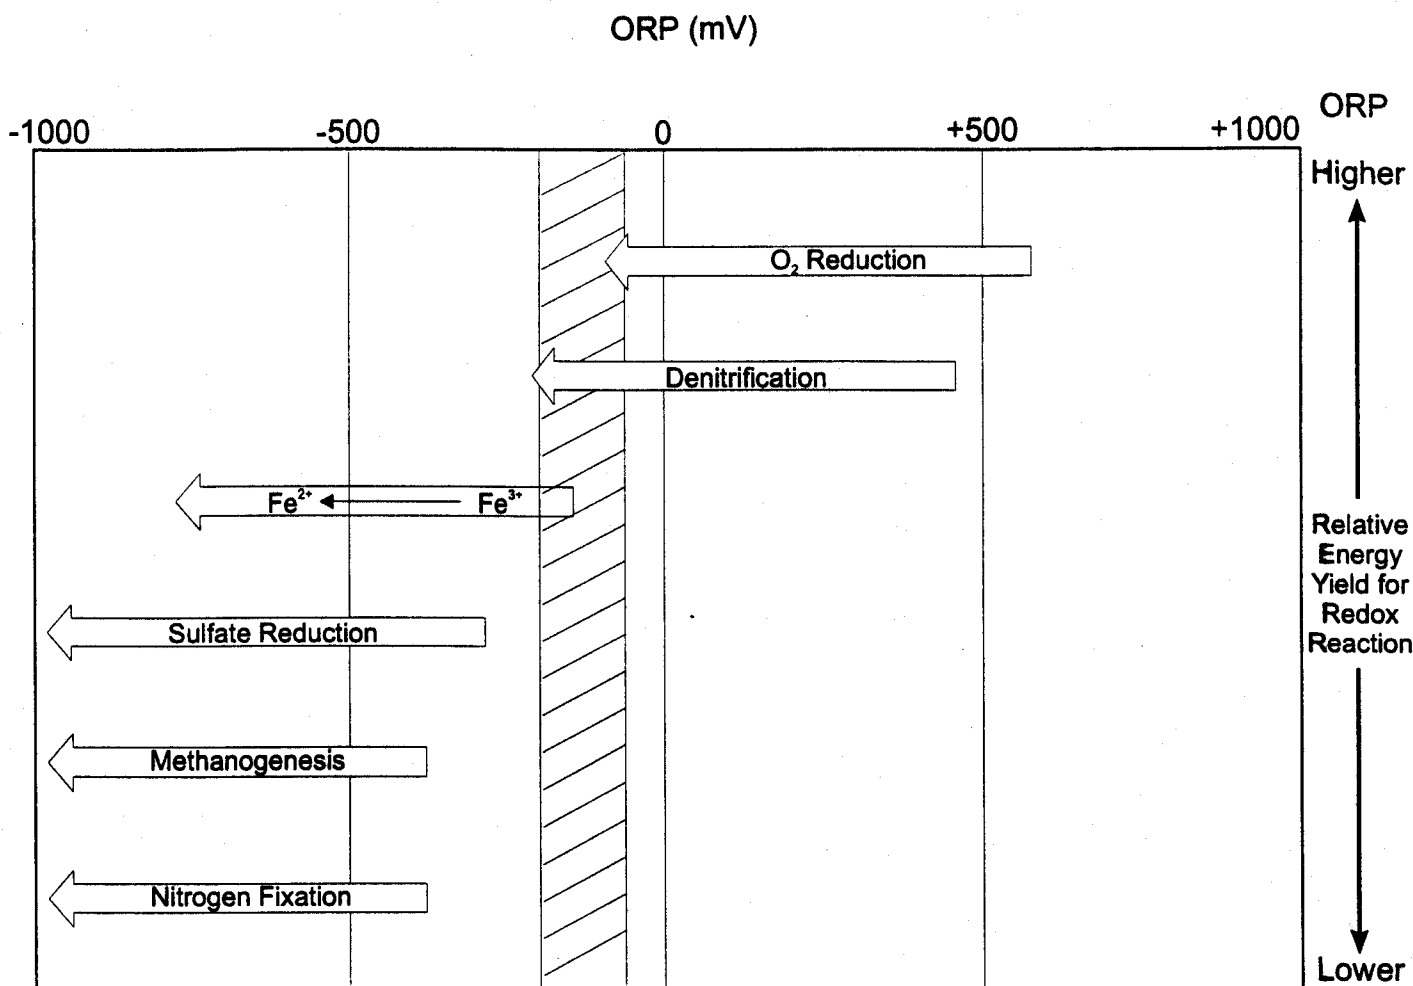 ORP (mV)
-1000 -500 0 +500 +1000 ORP
Higher
O₂ Reduction
Denitrification
Fe²⁺ Fe³⁺
Relative
Energy
Yield for
Redox
Reaction
Sulfate Reduction
Methanogenesis
Nitrogen Fixation
Lower